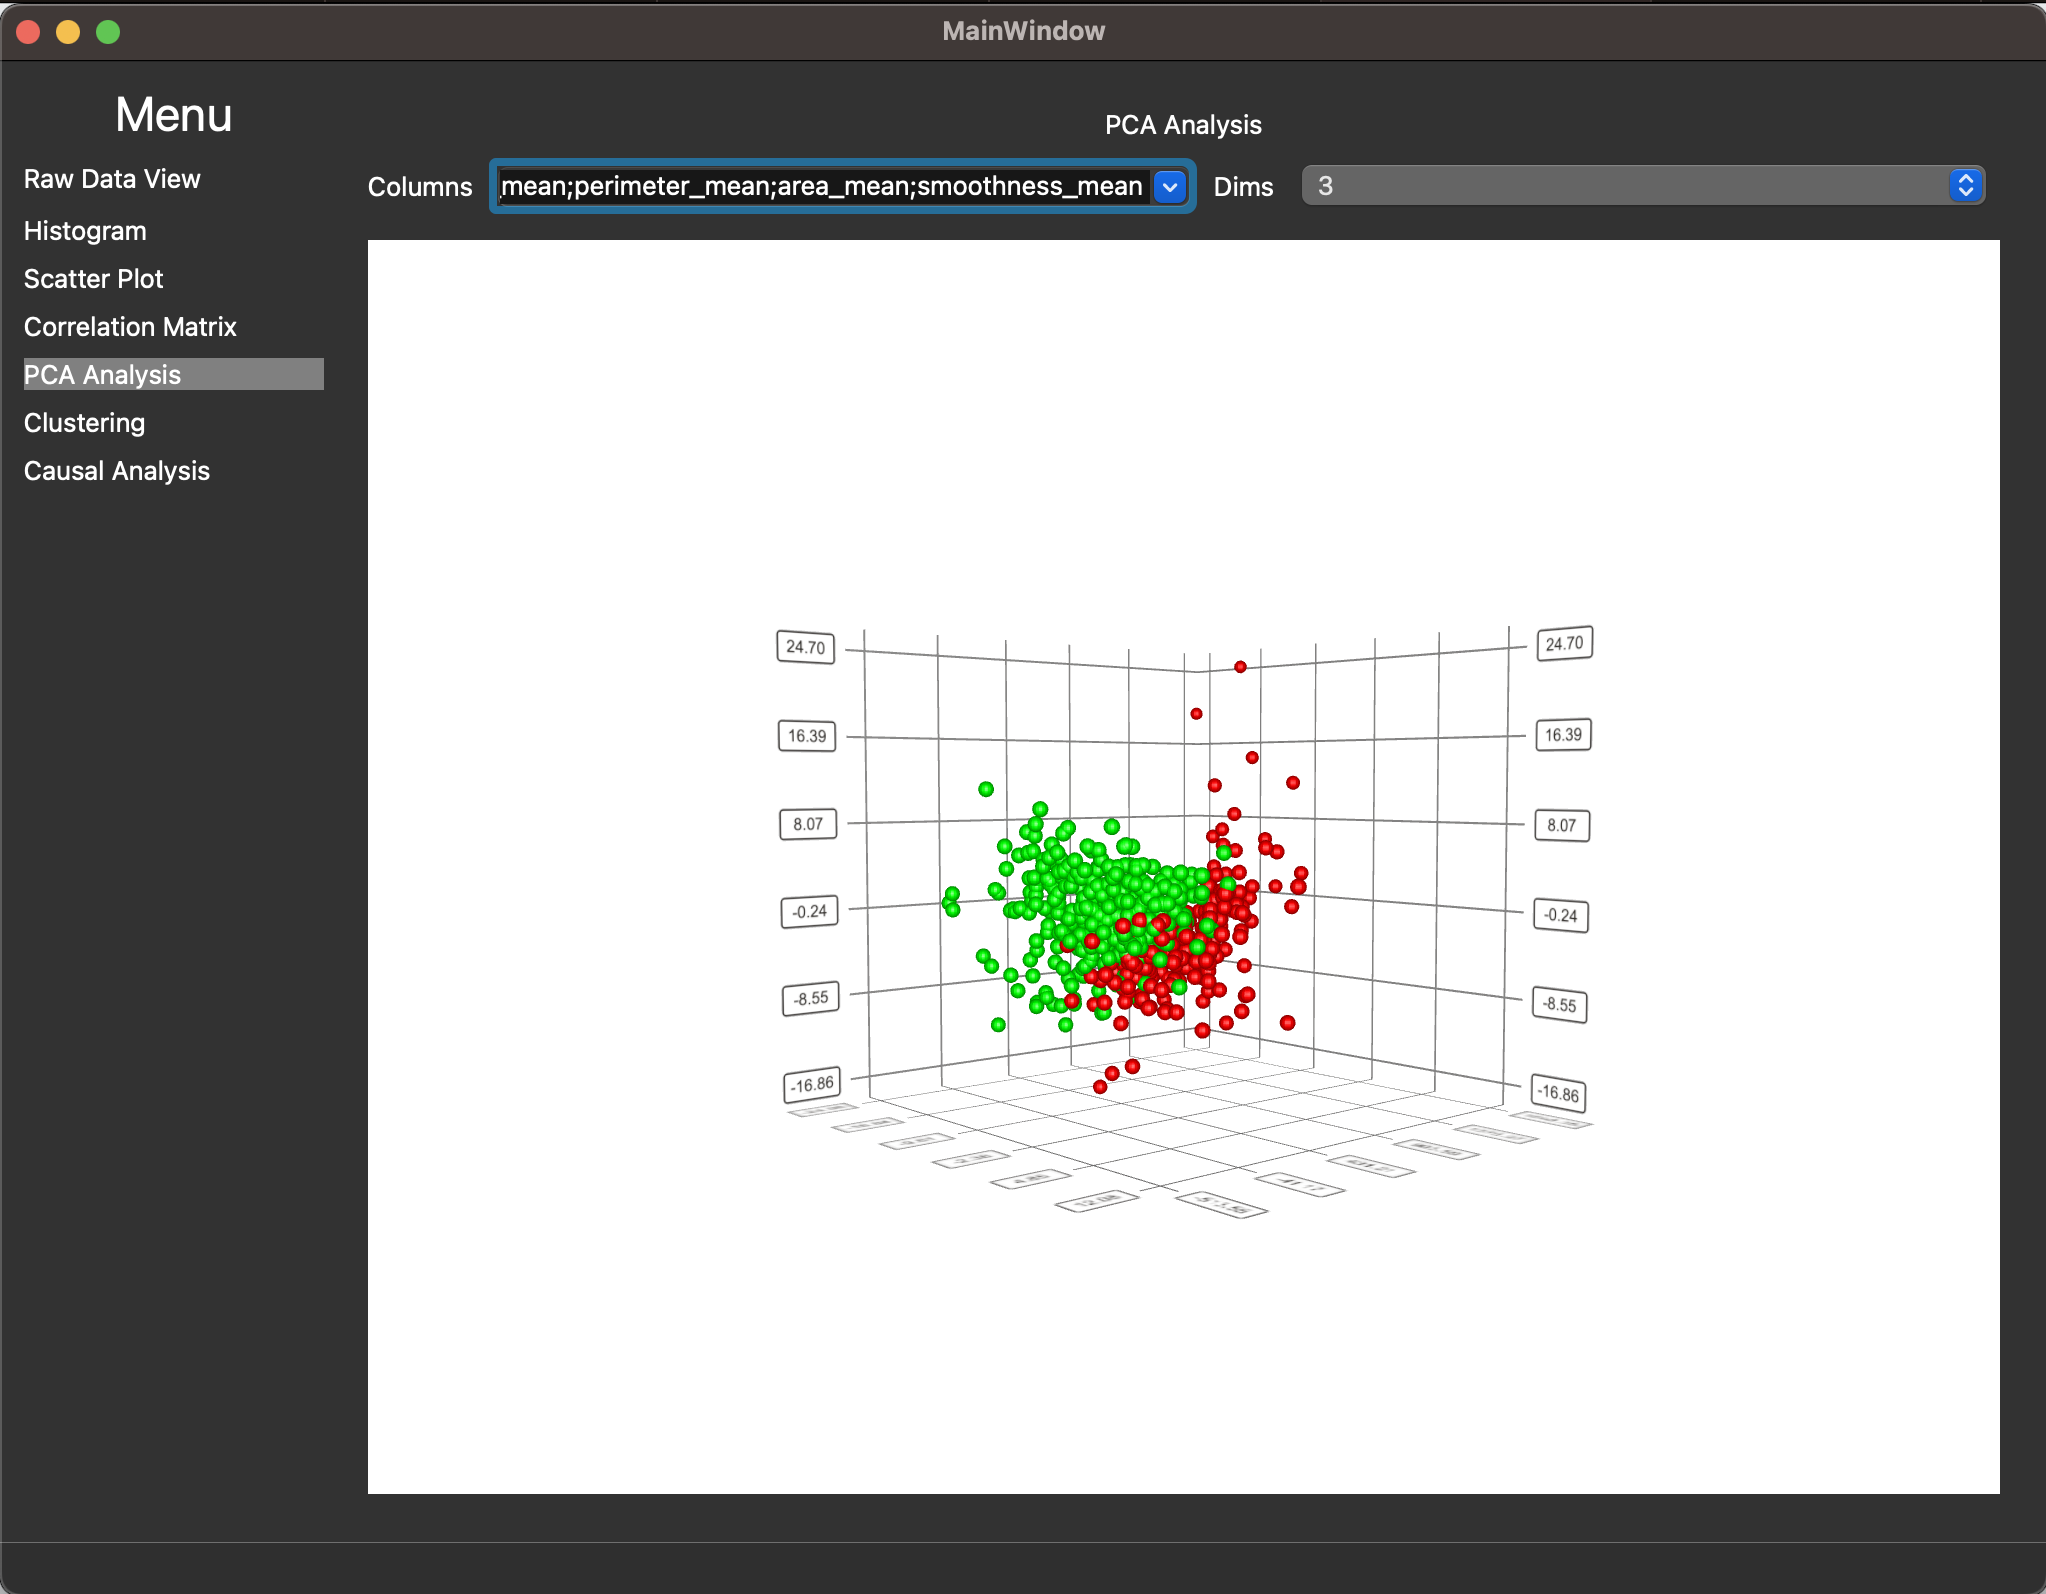 MainWindow
Menu
Raw Data View
Histogram
Scatter Plot
Correlation Matrix
PCA Analysis
Clustering
Causal Analysis
PCA Analysis
Columns
mean;perimeter_mean;area_mean;smoothness_mean
Dims
3
24.70
16.39
8.07
-0.24
-8.55
-16.86
24.70
16.39
8.07
-0.24
-8.55
-16.86